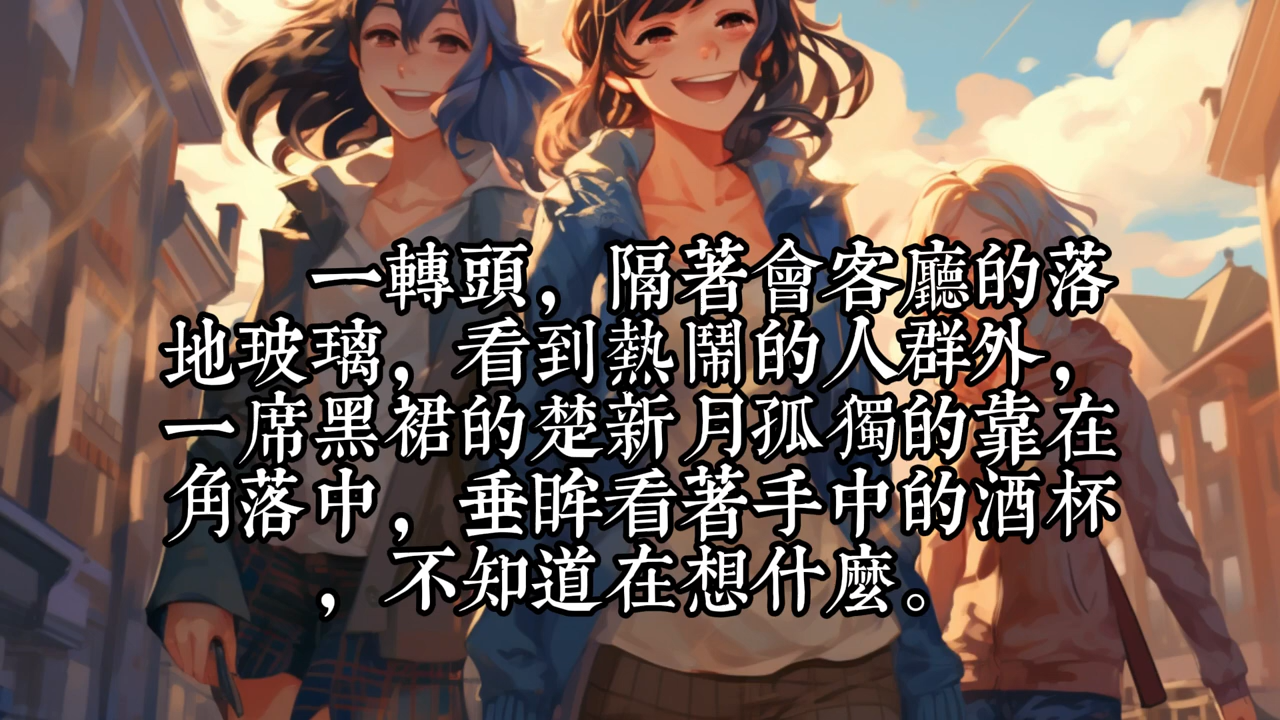 一轉頭，隔著會客廳的落
地玻璃，看到熱鬧的人群外，
一席黑裙的楚新月孤獨的靠在
角落中，垂眸看著手中的酒杯
，不知道在想什麼。